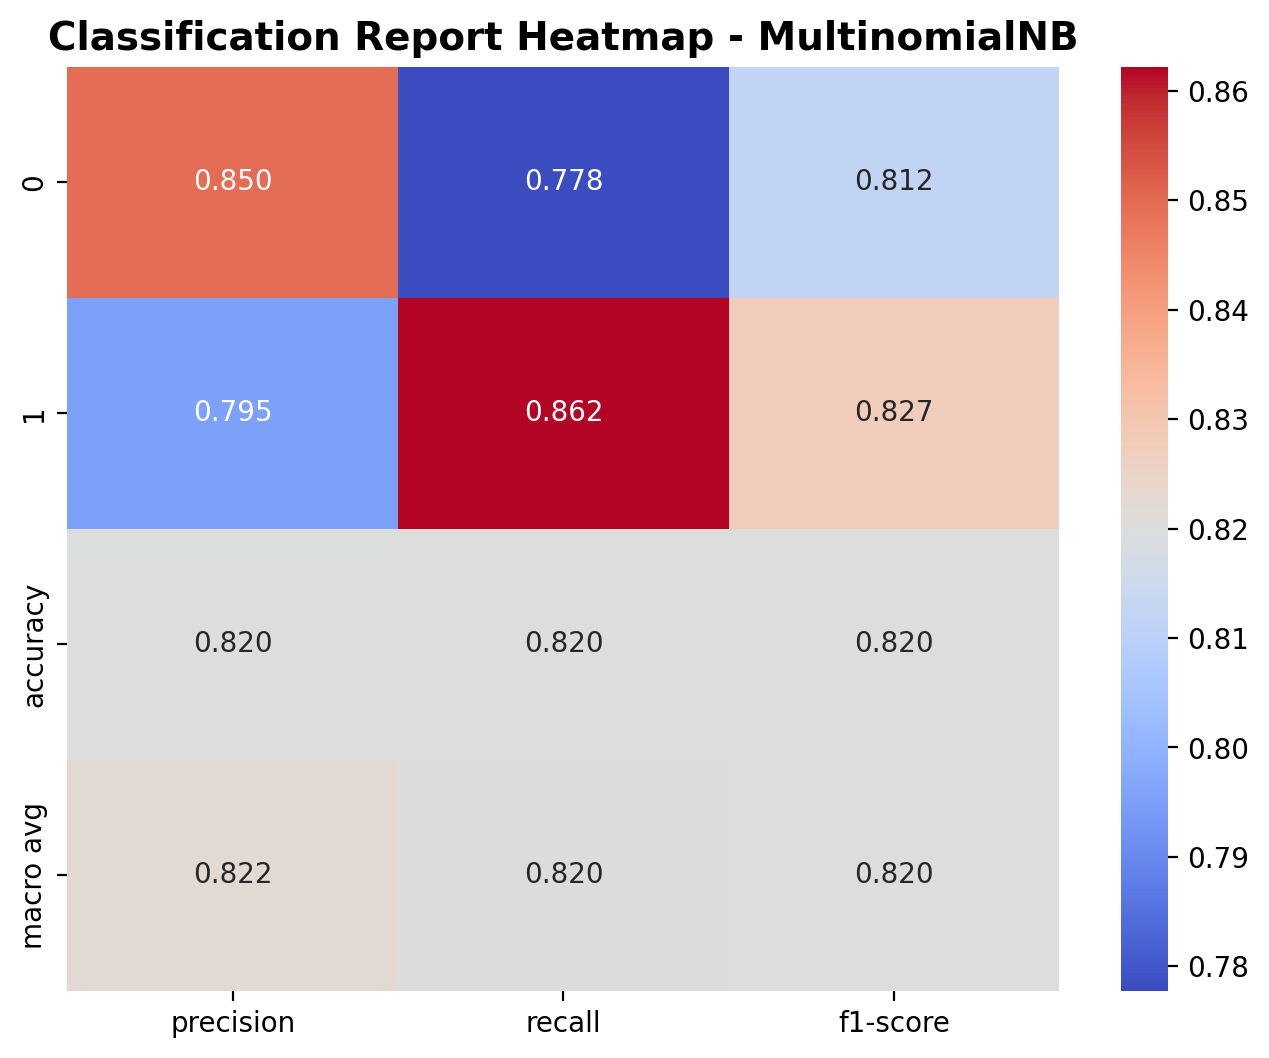 Classification Report Heatmap - MultinomialNB
0
0.850 0.778 0.812
1
0.795 0.862 0.827
accuracy
0.820 0.820 0.820
macro avg
0.822 0.820 0.820
precision recall f1-score
0.86
0.85
0.84
0.83
0.82
0.81
0.80
0.79
0.78